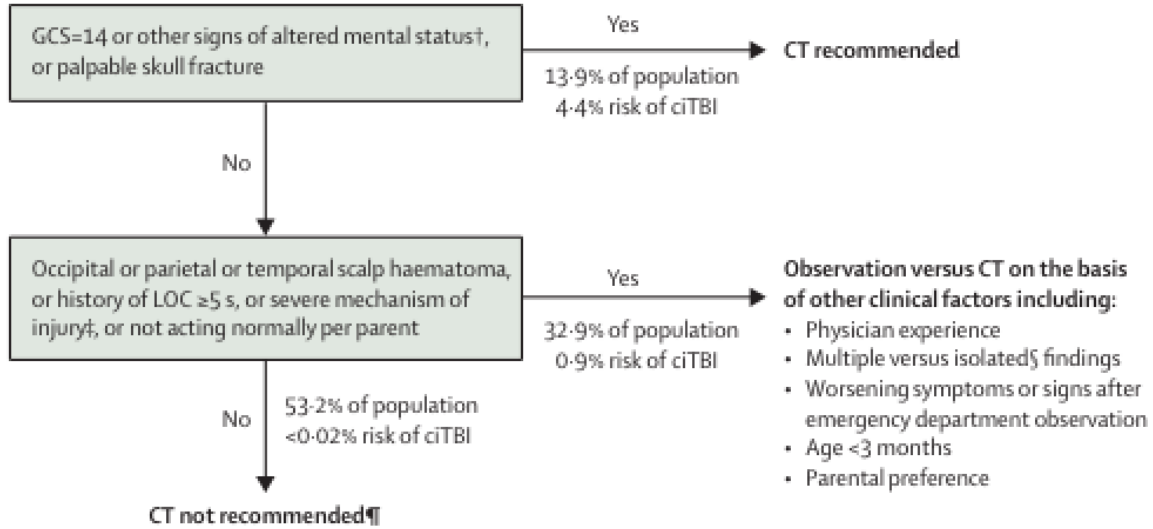 GCS=14 or other signs of altered mental status†,
or palpable skull fracture
Yes
13·9% of population
4·4% risk of ciTBI
CT recommended
No
Occipital or parietal or temporal scalp haematoma,
or history of LOC ≥5 s, or severe mechanism of
injury‡, or not acting normally per parent
Yes
32·9% of population
0·9% risk of ciTBI
Observation versus CT on the basis
of other clinical factors including:
• Physician experience
• Multiple versus isolated§ findings
• Worsening symptoms or signs after
emergency department observation
• Age <3 months
• Parental preference
No
53·2% of population
<0·02% risk of ciTBI
CT not recommended¶